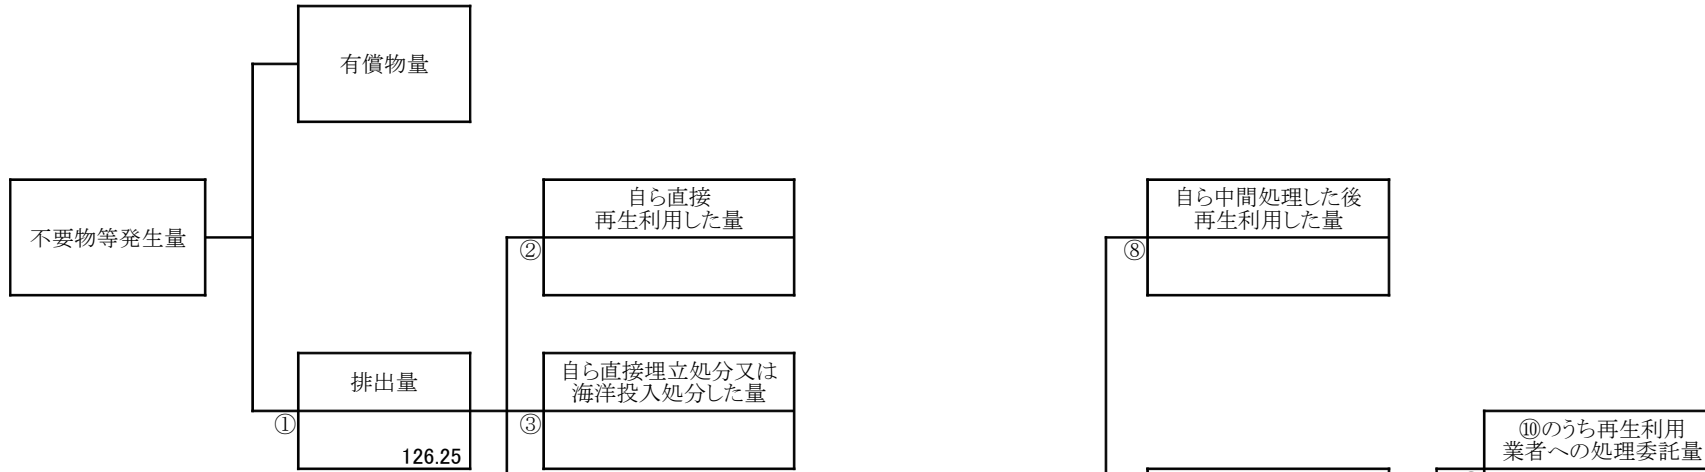 有償物量
不要物等発生量
自ら直接
再生利用した量
②
自ら中間処理した後
再生利用した量
⑧
排出量
①
126.25
自ら直接埋立処分又は
海洋投入処分した量
③
⑩のうち再生利用
業者への処理委託量